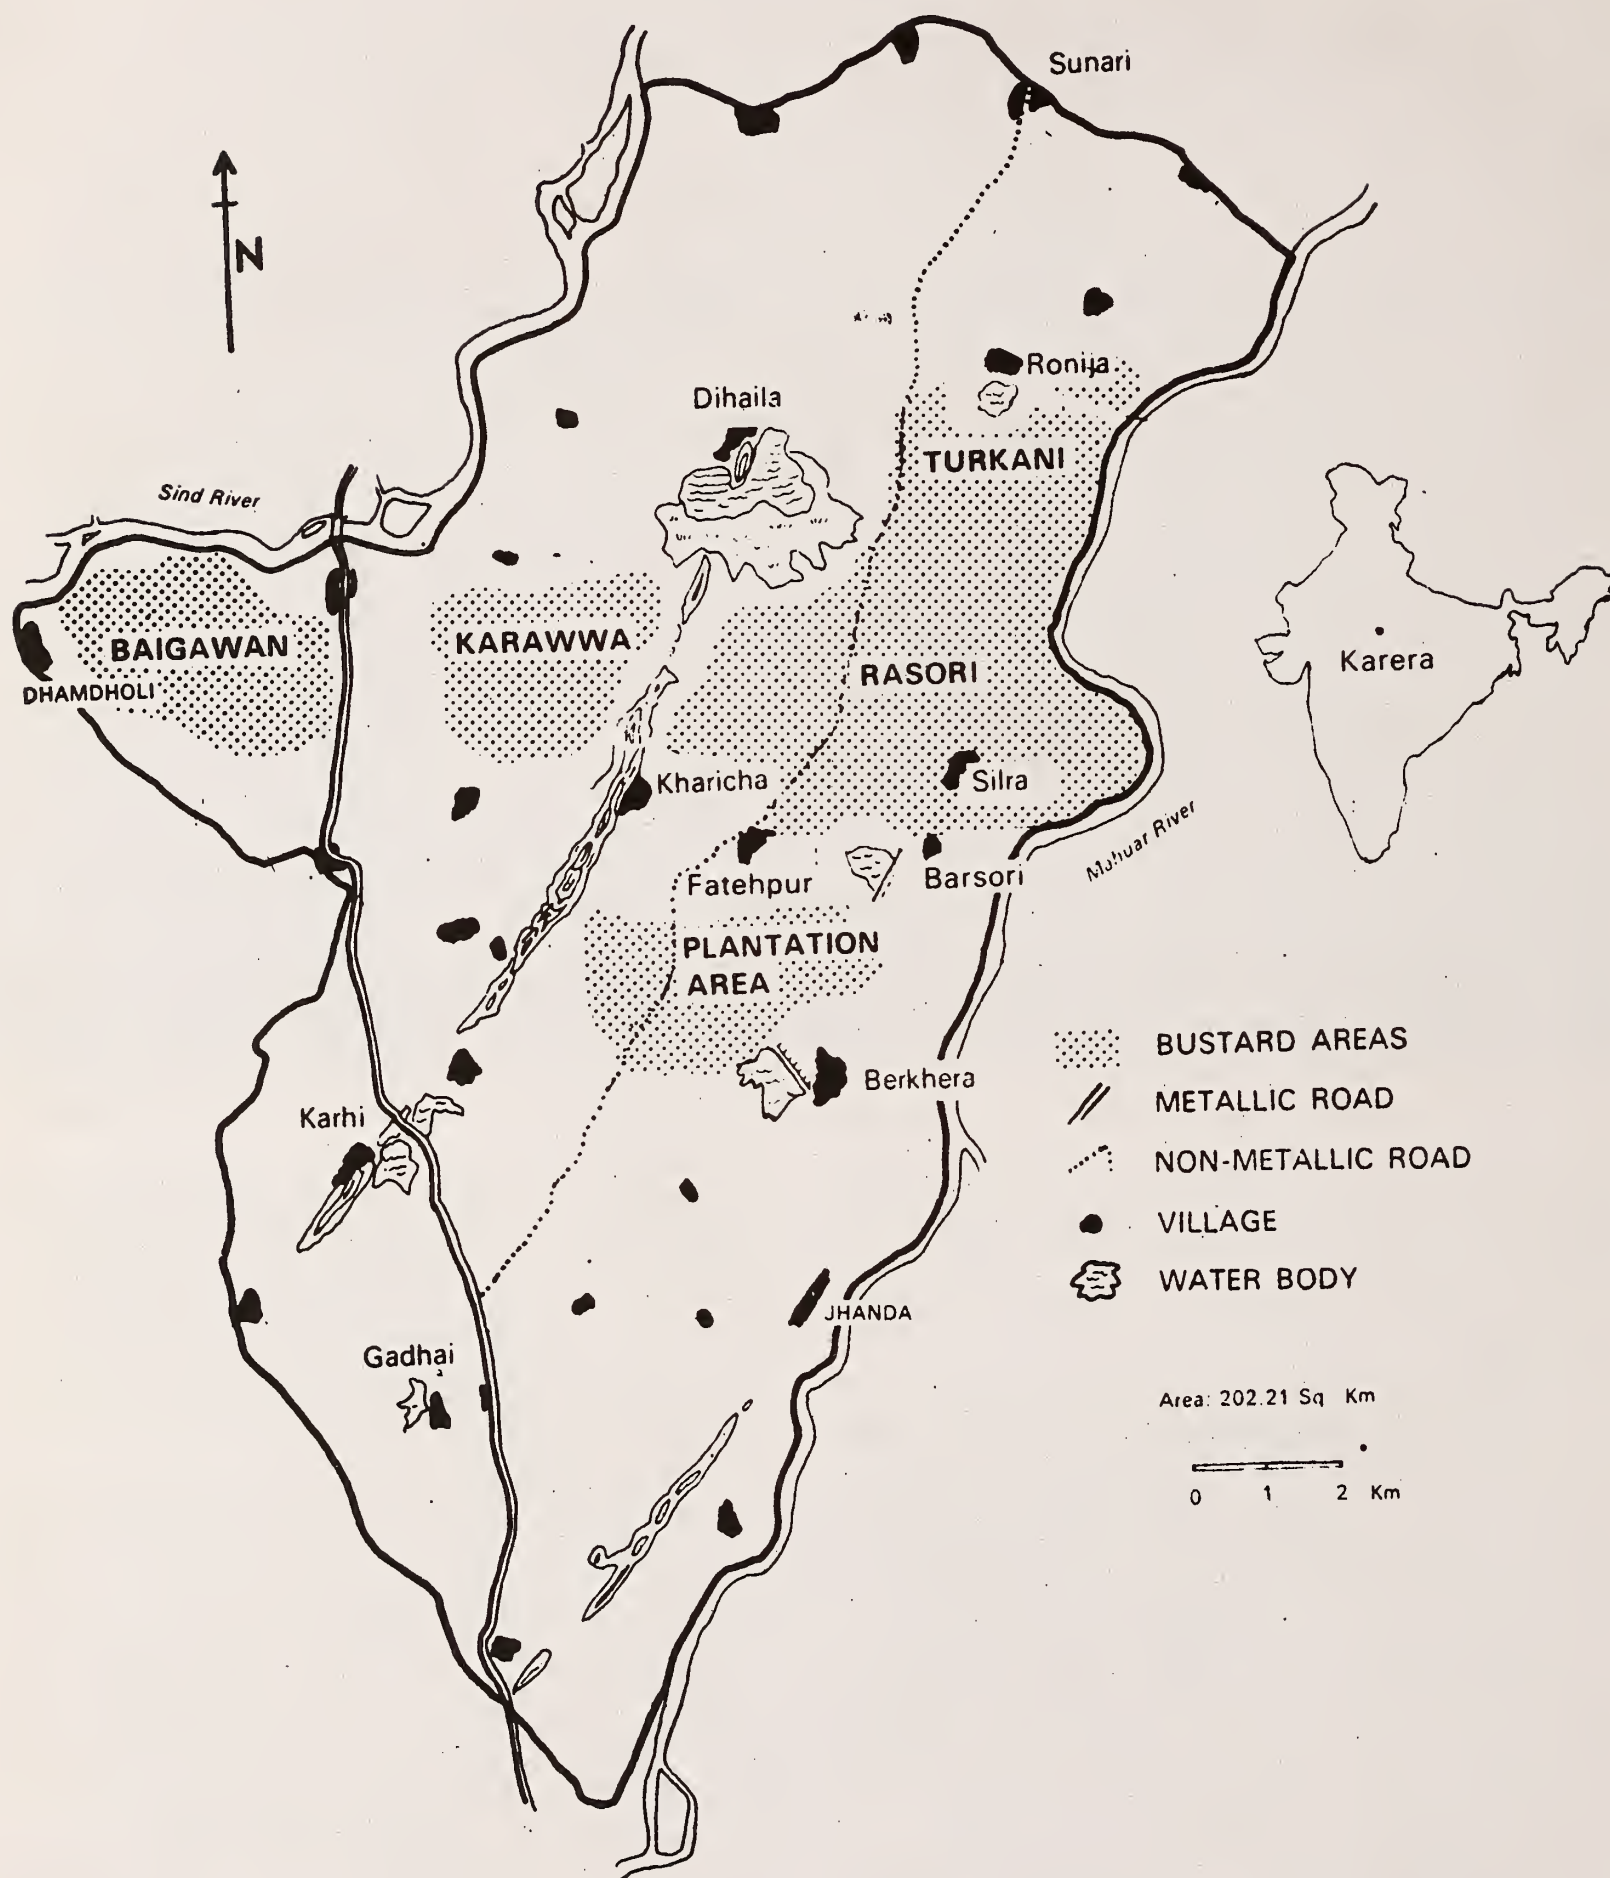 Sunari
N
Ronija
Dihaila
TURKANI
Sind River
BAIGAWAN
KARAWWA
RASORI
Karera
DHAMDHOLI
Kharicha
Silra
Mahuar River
Fatehpur
Barsori
PLANTATION
AREA
BUSTARD AREAS
Berkhera
METALLIC ROAD
Karhi
NON-METALLIC ROAD
VILLAGE
WATER BODY
JHANDA
Gadhai
Area: 202.21 Sq Km
0 1 2 Km